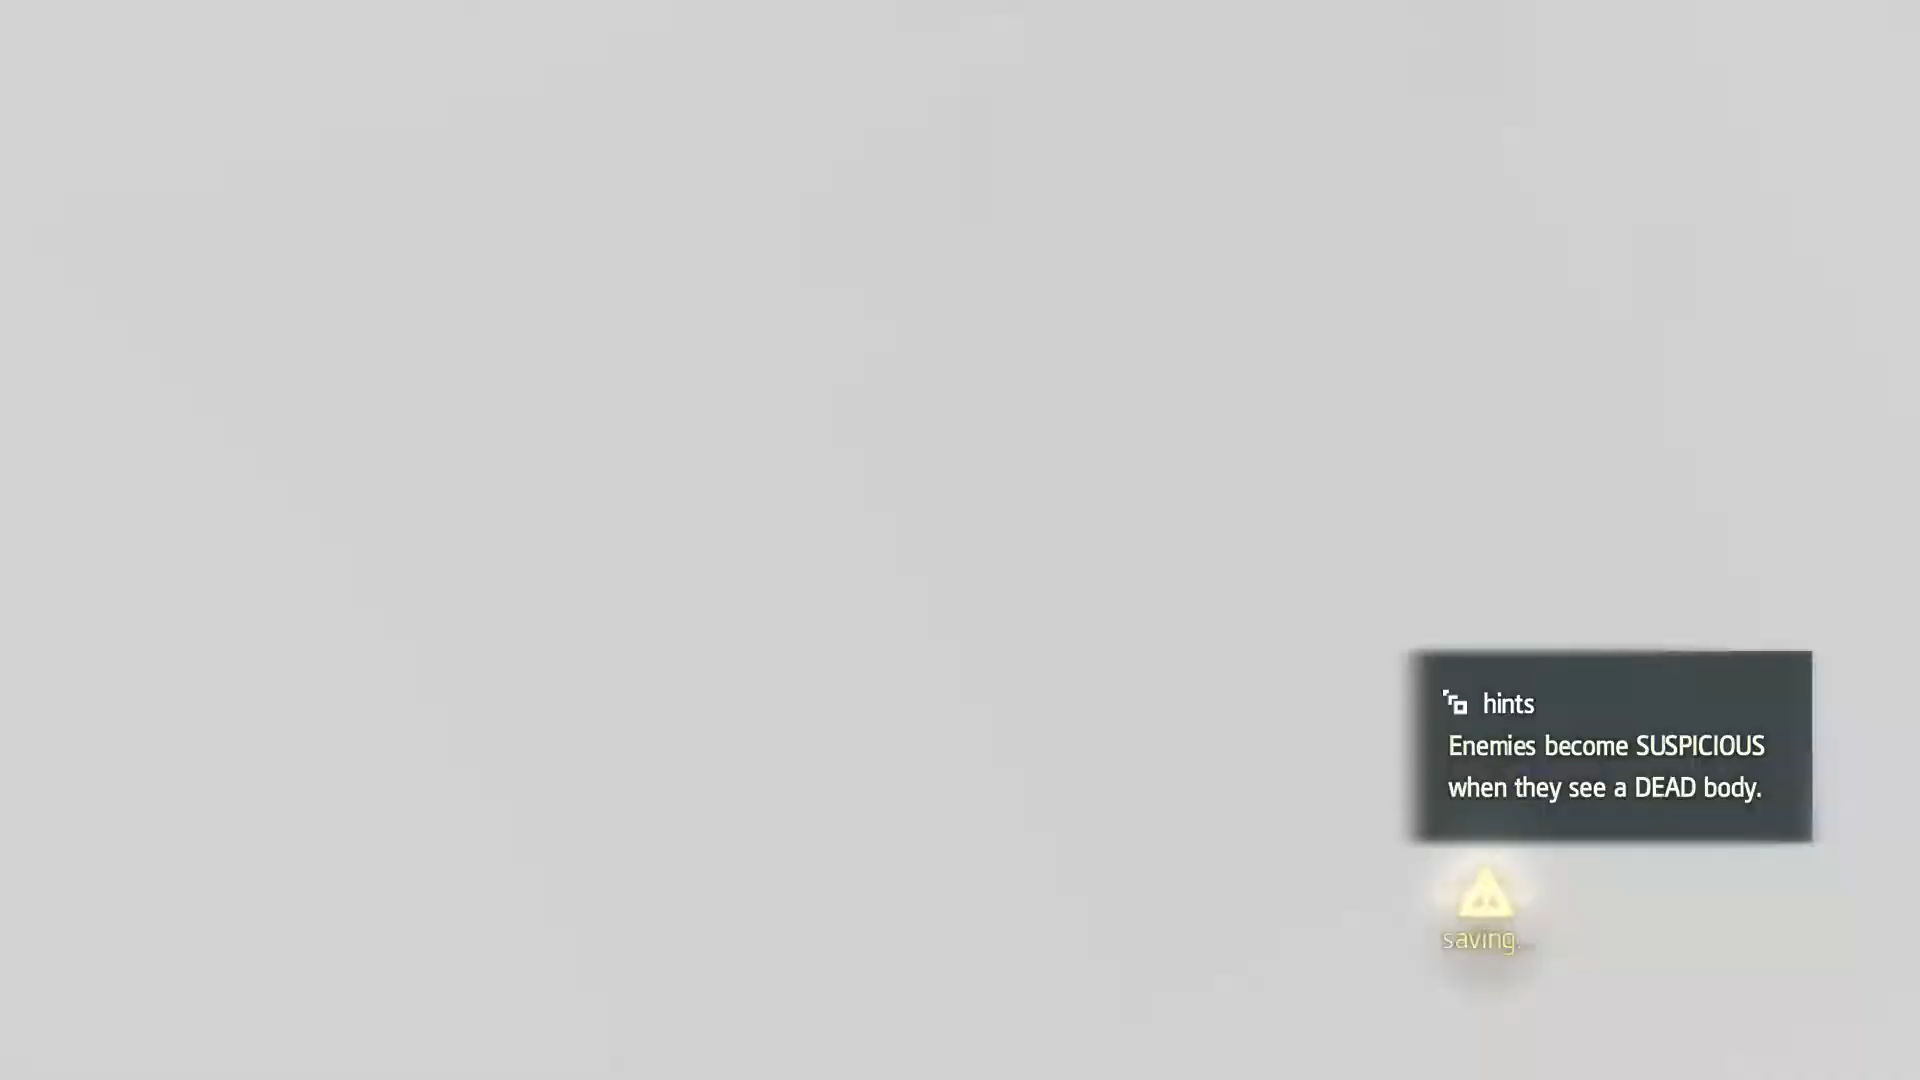 hints
Enemies become SUSPICIOUS
when they see a DEAD body.
saving...